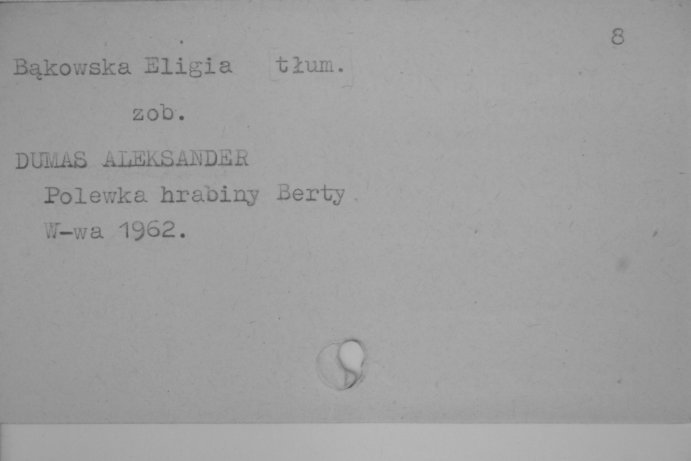 8
Bąkowska Eligia [tłum.]
zob.
DUMAS ALEKSANDER
Polewka hrabiny Berty.
W-wa 1962.